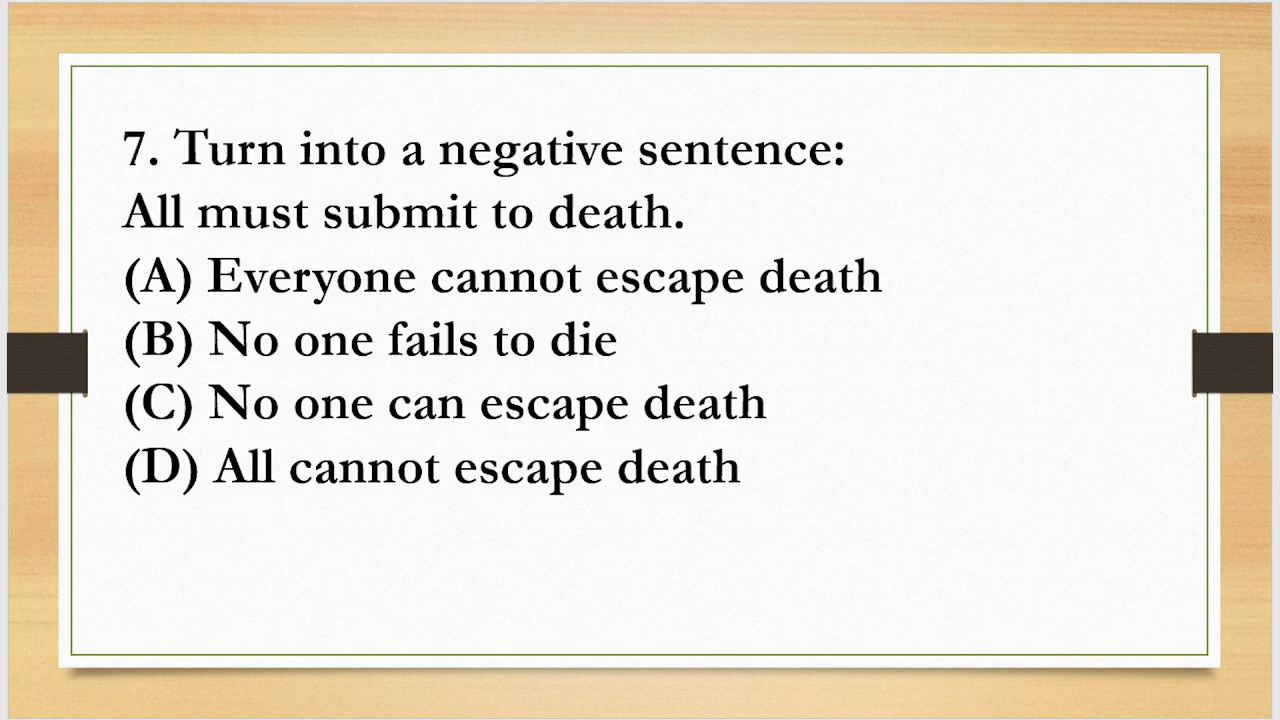 7. Turn into a negative sentence:
All must submit to death.
(A) Everyone cannot escape death
(B) No one fails to die
(C) No one can escape death
(D) All cannot escape death